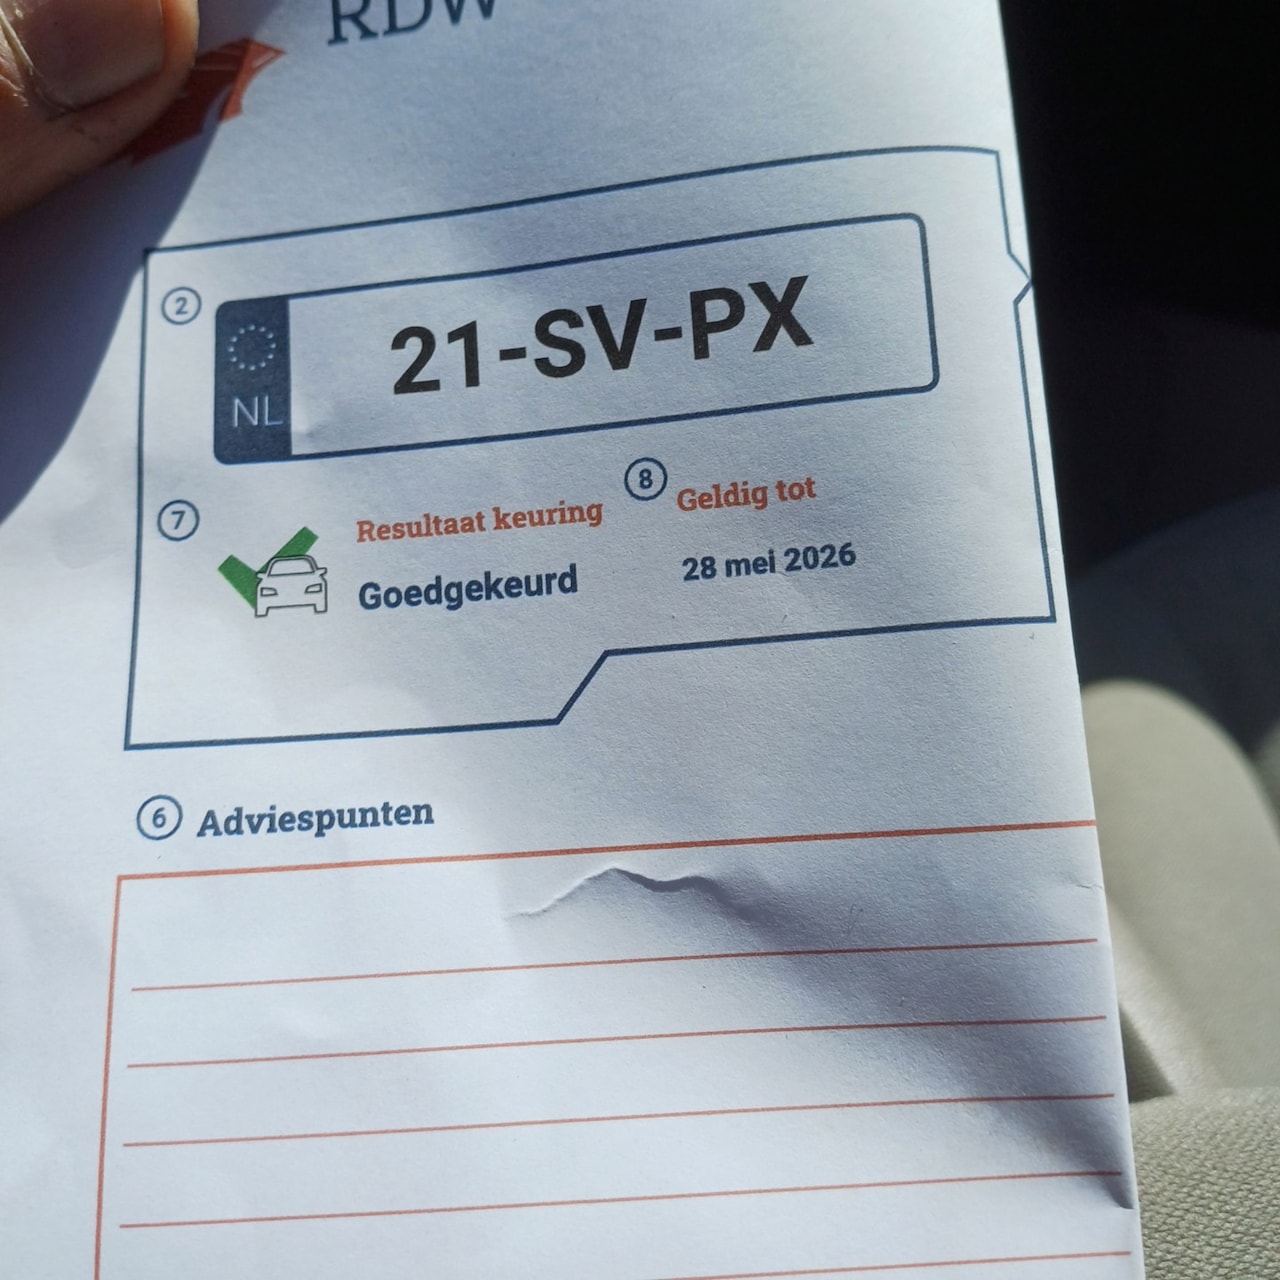 RDW
2
NL
21-SV-PX
7
Resultaat keuring
Goedgekeurd
8
Geldig tot
28 mei 2026
6 Adviespunten